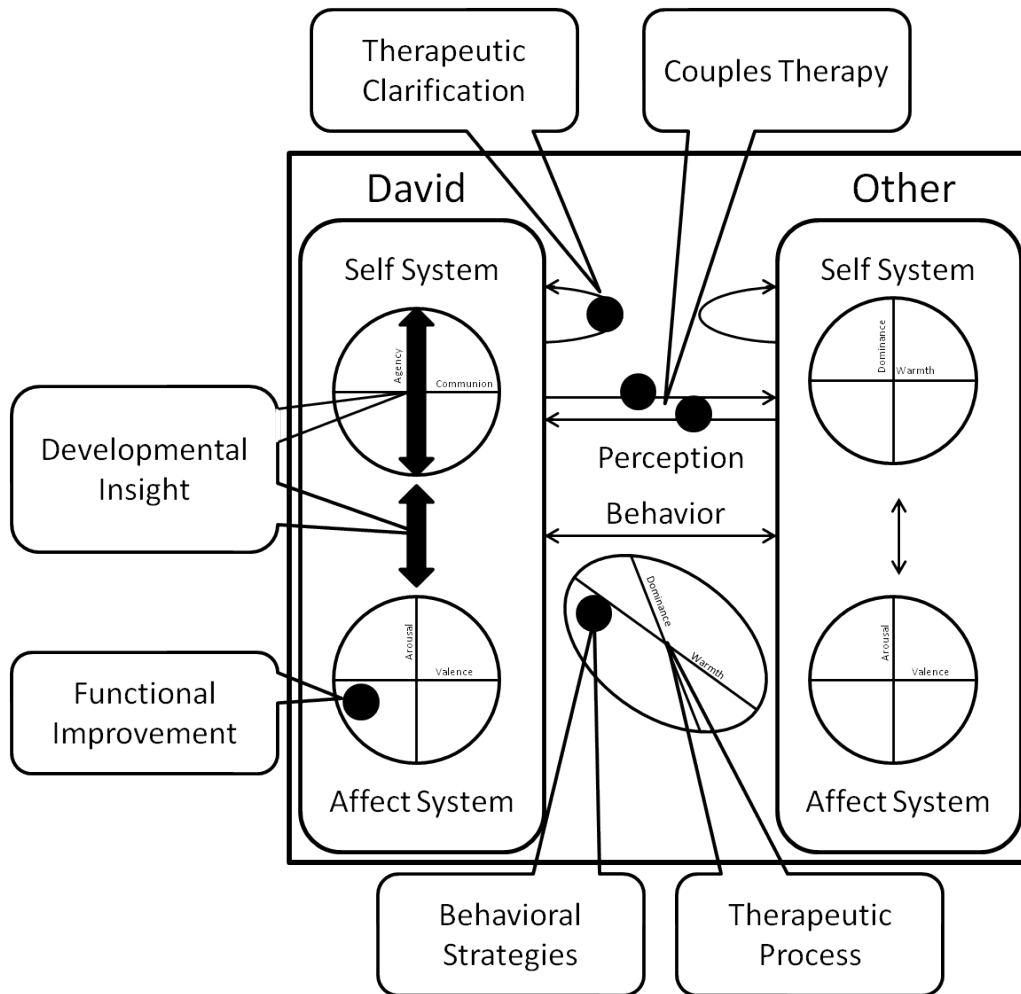 Therapeutic
Clarification
Couples Therapy
David
Other
Self System
Self System
Agency
Communion
Dominance
Warmth
Developmental
Insight
Perception
Behavior
Dominance
Warmth
Arousal
Valence
Arousal
Valence
Functional
Improvement
Affect System
Affect System
Behavioral
Strategies
Therapeutic
Process